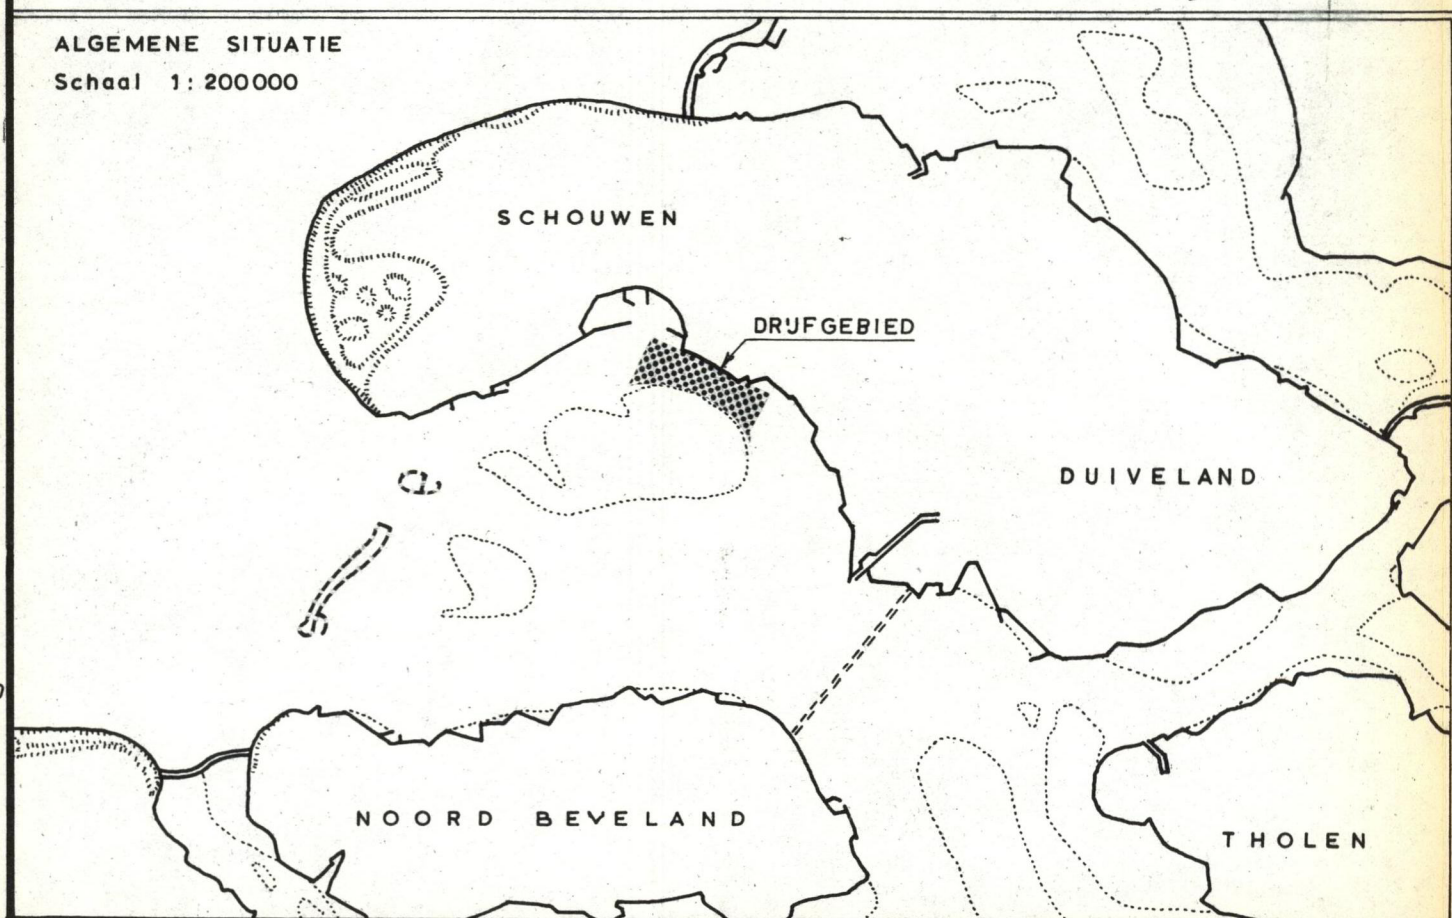 ALGEMENE SITUATIE
Schaal 1:200000
SCHOUWEN
DRIJFGEBIED
DUIVELAND
NOORD BEVELAND
THOLEN